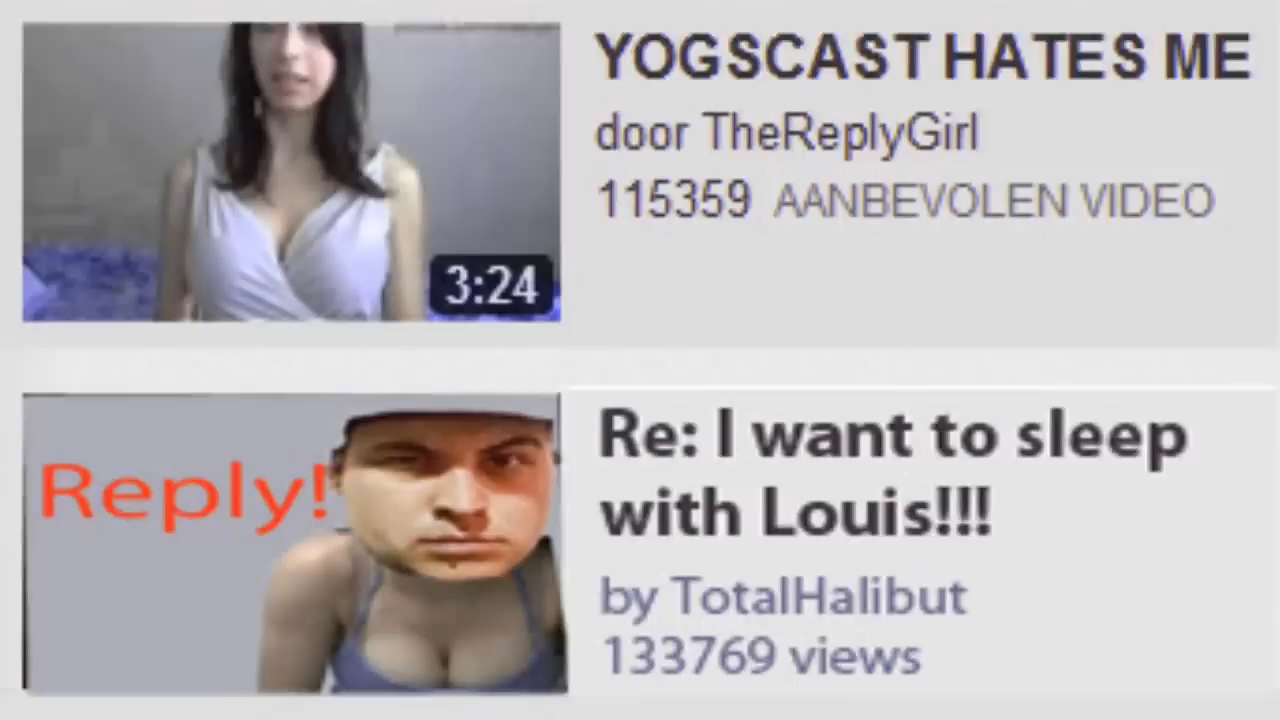 YOGSCAST HATES ME
door TheReplyGirl
115359 AANBEVOLEN VIDEO
3:24
Reply!
Re: I want to sleep
with Louis!!!
by TotalHalibut
133769 views